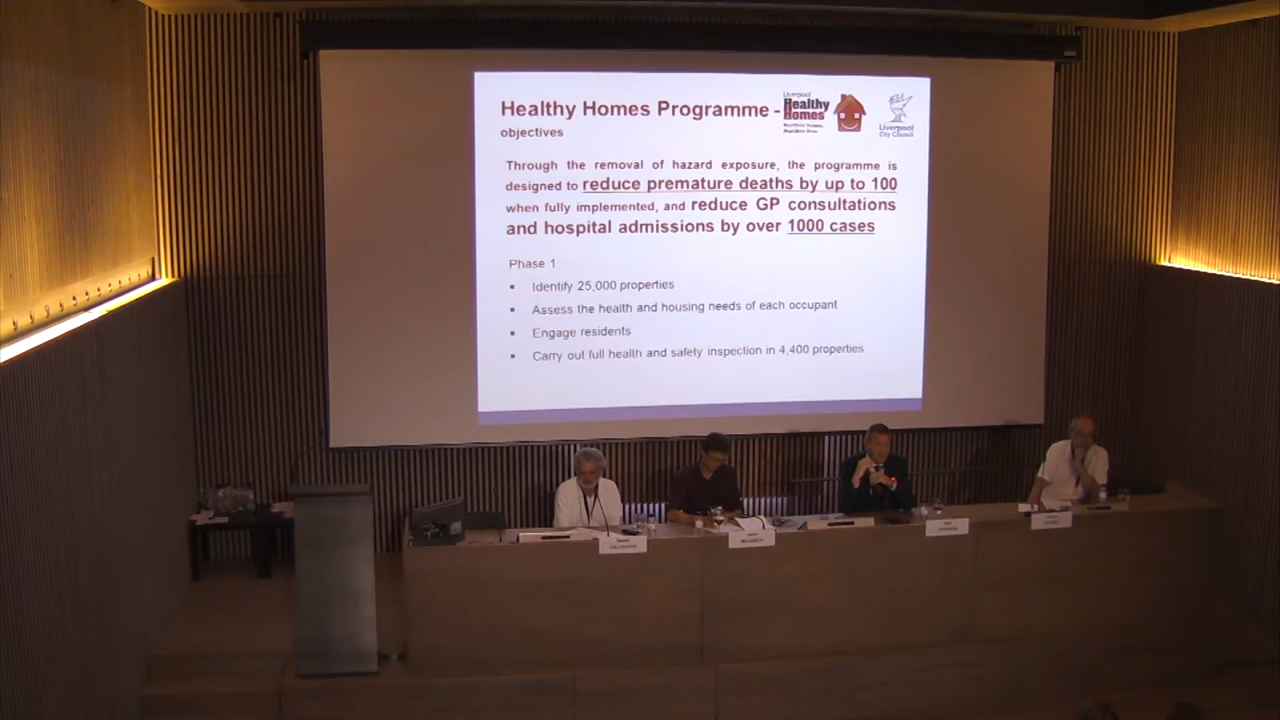 Healthy Homes Programme -
objectives
Liverpool
Healthy
Homes
Liverpool
City Council
Through the removal of hazard exposure, the programme is
designed to reduce premature deaths by up to 100
when fully implemented, and reduce GP consultations
and hospital admissions by over 1000 cases
Phase 1
• Identify 25,000 properties
• Assess the health and housing needs of each occupant
• Engage residents
• Carry out full health and safety inspection in 4,400 properties